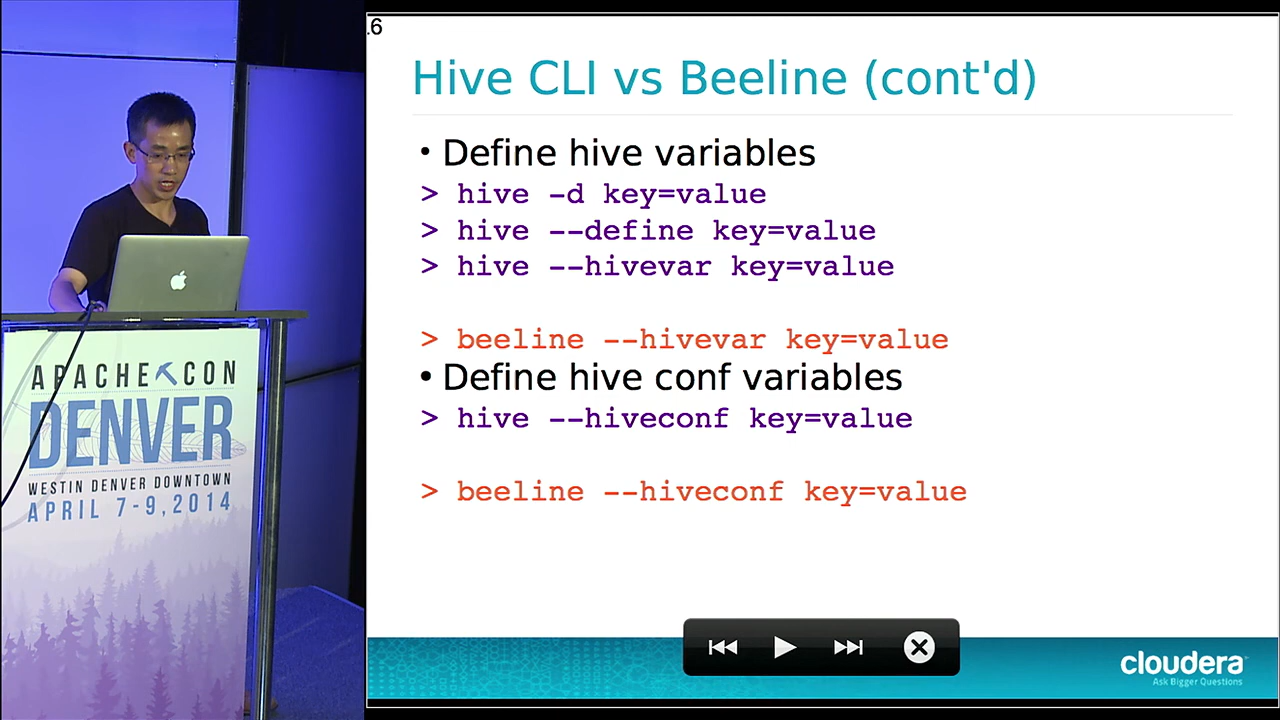 .6
Hive CLI vs Beeline (cont'd)
• Define hive variables
> hive -d key=value
> hive --define key=value
> hive --hivevar key=value
> beeline --hivevar key=value
• Define hive conf variables
> hive --hiveconf key=value
> beeline --hiveconf key=value
cloudera
Ask Bigger Questions
APACHE CON
DENVER
WESTIN DENVER DOWNTOWN
APRIL 7-9, 2014